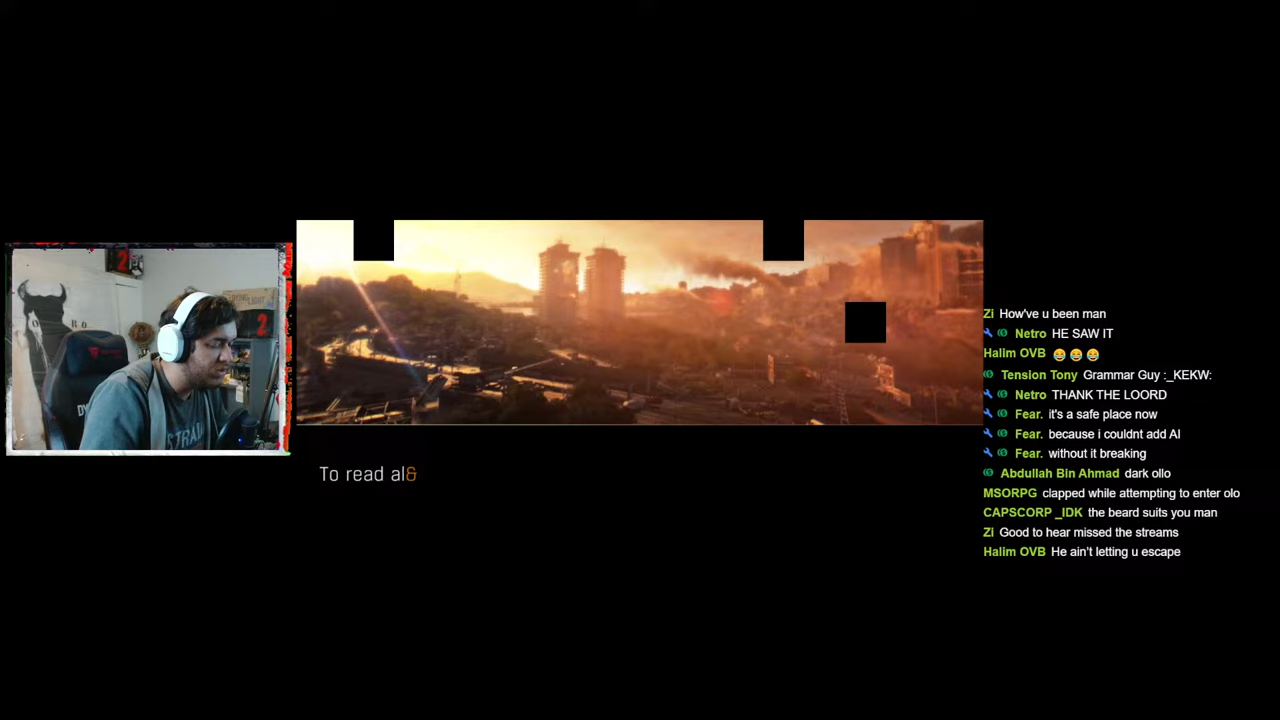 To read al&
Zi How've u been man
Netro HE SAW IT
Halim OVB 😂 😂 😂
Tension Tony Grammar Guy :_KEKW:
Netro THANK THE LOORD
Fear. it's a safe place now
Fear. because i couldnt add AI
Fear. without it breaking
Abdullah Bin Ahmad dark ollo
MSORPG clapped while attempting to enter olo
CAPSCORP _IDK the beard suits you man
Zi Good to hear missed the streams
Halim OVB He ain't letting u escape